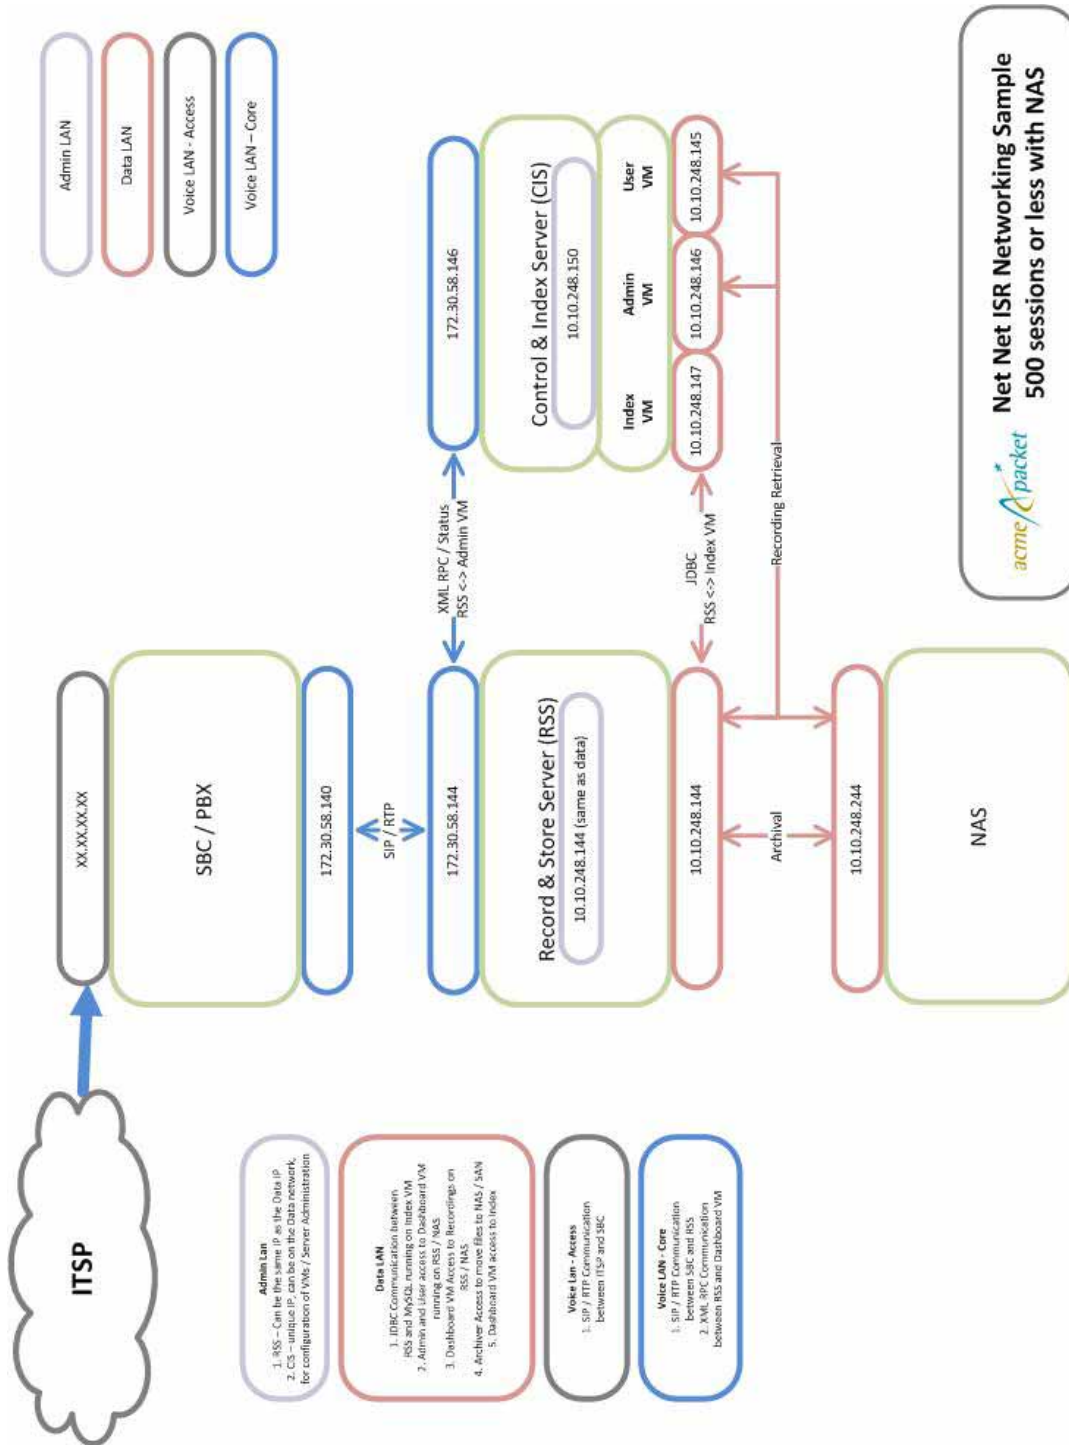 ITSP
XX.XX.XX.XX.XX
SBC / PBX
172.30.58.140
SIP / RTP
172.30.58.144
XML RPC / Status
RSS <-> Admin VM
172.30.58.146
Record & Store Server (RSS)
10.10.248.144 (same as data)
10.10.248.144
JDBC
RSS <-> Index VM
Control & Index Server (CIS)
10.10.248.150
Index
VM
Admin
VM
User
VM
10.10.248.147
10.10.248.146
10.10.248.145
Archival
Recording Retrieval
10.10.248.244
NAS
Admin LAN
Data LAN
Voice LAN - Access
Voice LAN – Core
Admin Lan
1. RSS – Can be the same IP as the Data IP
2. CIS – unique IP, can be on the Data network,
for configuration of VMs / Server Administration
Data LAN
1. JDBC Communication between
RSS and MySQL running on Index VM
2. Admin and User access to Dashboard VM
running on RSS / NAS
3. Dashboard VM Access to Recordings on
RSS / NAS
4. Archiver Access to move files to NAS / SAN
5. Dashboard VM access to Index
Voice Lan - Access
1. SIP / RTP Communication
between ITSP and SBC
Voice LAN - Core
1. SIP / RTP Communication
between SBC and RSS
2. XML RPC Communication
between RSS and Dashboard VM
acme packet
Net Net ISR Networking Sample
500 sessions or less with NAS